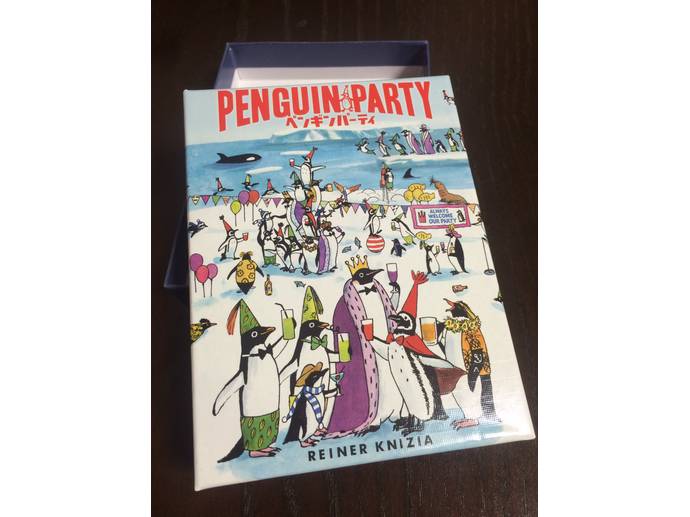 PENGUIN PARTY
ペンギンパーティ
ALWAYS
WELCOME
OUR PARTY
REINER KNIZIA